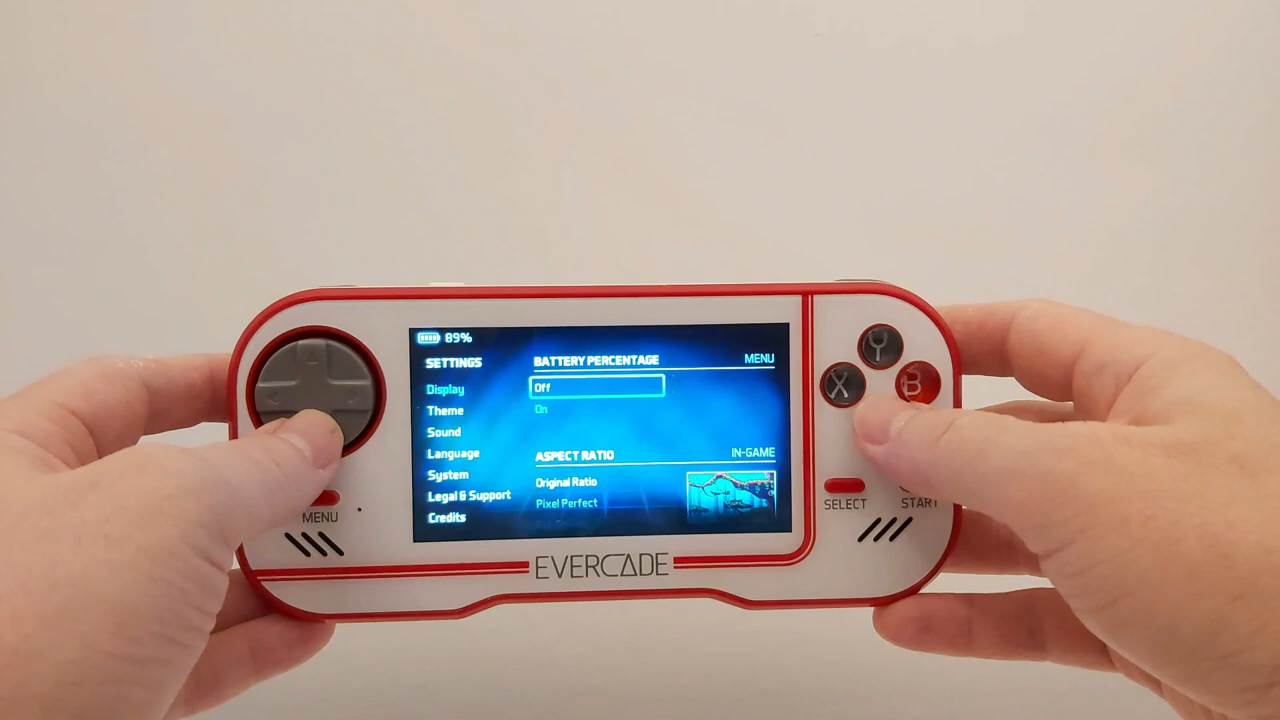 89%
SETTINGS
Display
Theme
Sound
Language
System
Legal & Support
Credits
BATTERY PERCENTAGE MENU
Off
On
ASPECT RATIO IN-GAME
Original Ratio
Pixel Perfect
Y
X
B
MENU
SELECT
START
EVERCADE